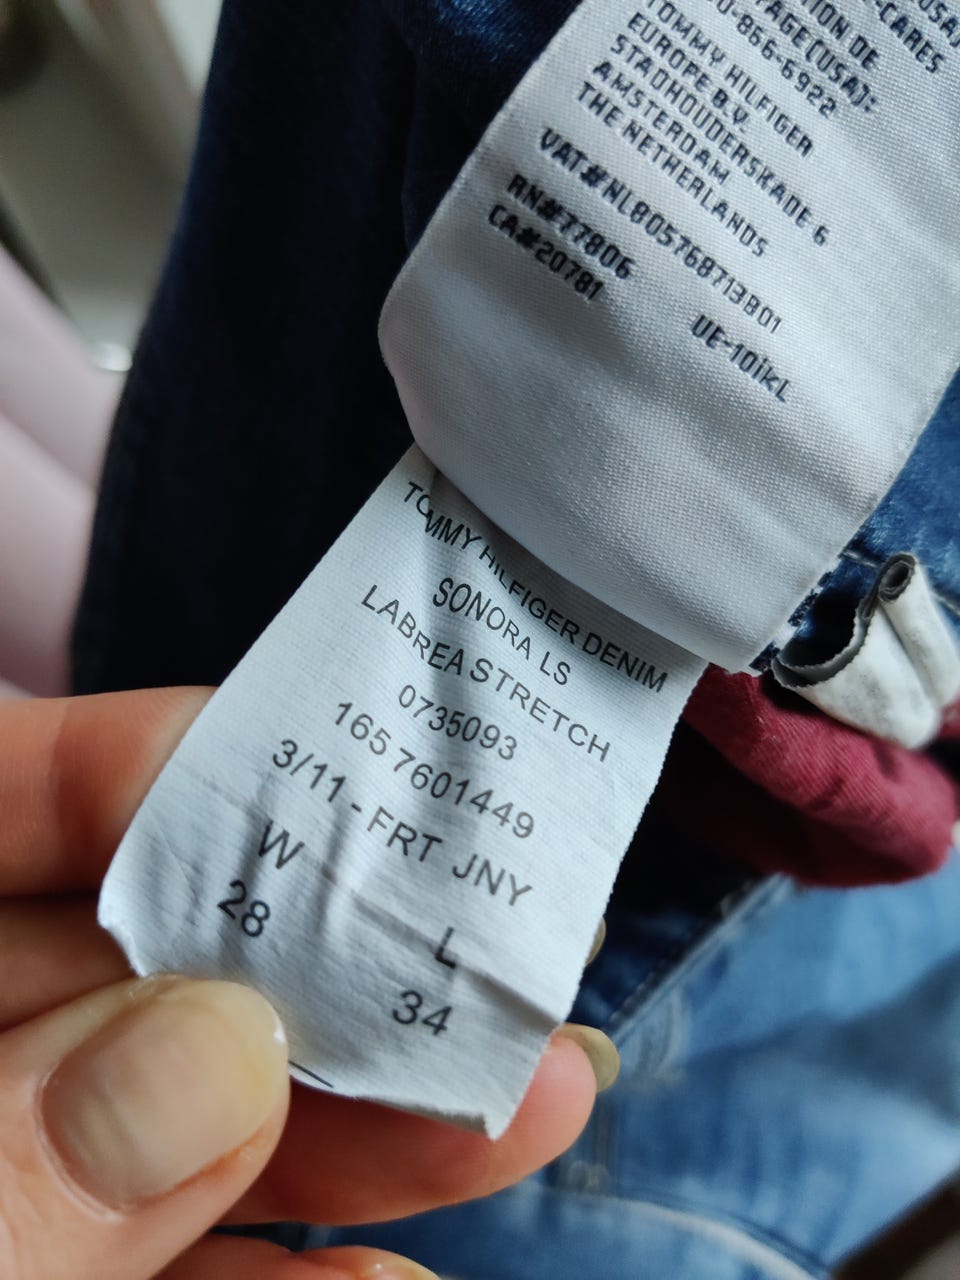 -CARES
TION DE
TAGE (USA):
0-866-6922
TOMMY HILFIGER
EUROPE B.V.
STADHOUDERSKADE 6
AMSTERDAM
THE NETHERLANDS
VAT#NL805768713B01
RN#77806
CA#20781
UE-10ikL
TOMMY HILFIGER DENIM
SONORA LS
LABREA STRETCH
0735093
165 7601449
3/11 - FRT JNY
W L
28 34